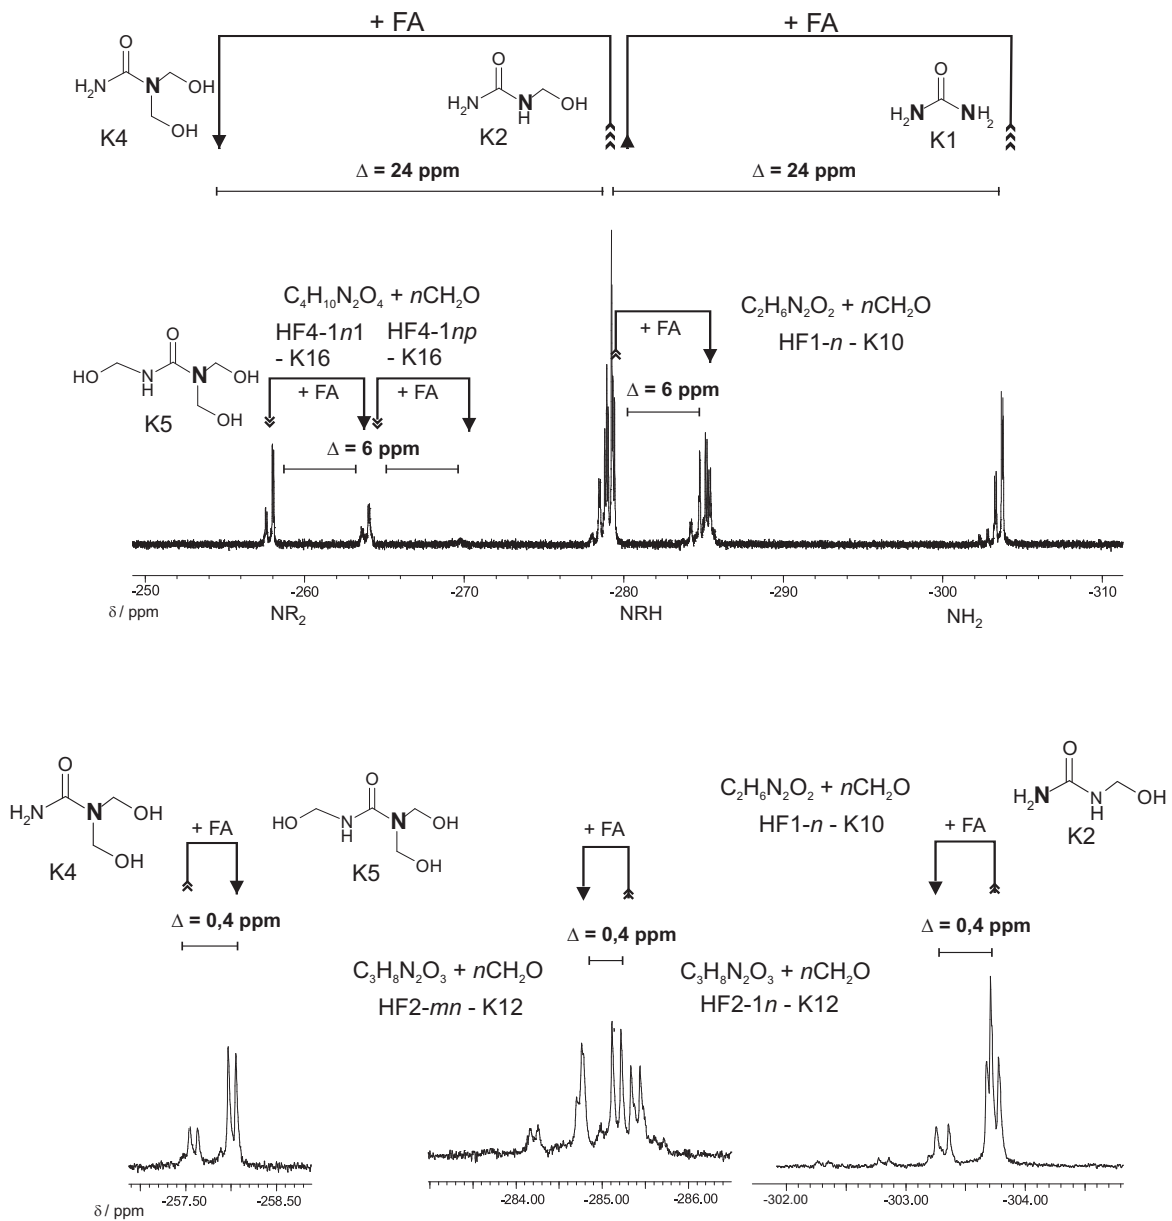 + FA
+ FA
O
H₂N
N
OH
OH
K4
O
H₂N
N
H
OH
K2
O
H₂N
NH₂
K1
Δ = 24 ppm
Δ = 24 ppm
C₄H₁₀N₂O₄ + nCH₂O
HF4-1n1
- K16
HF4-1np
- K16
C₂H₆N₂O₂ + nCH₂O
HF1-n - K10
+ FA
O
HO
N
H
N
OH
OH
K5
+ FA
+ FA
Δ = 6 ppm
Δ = 6 ppm
-250
-260
-270
-280
-290
-300
-310
δ / ppm
NR₂
NRH
NH₂
O
H₂N
N
OH
OH
K4
O
HO
N
H
N
OH
OH
K5
C₂H₆N₂O₂ + nCH₂O
HF1-n - K10
O
H₂N
NH
OH
K2
+ FA
+ FA
+ FA
Δ = 0,4 ppm
Δ = 0,4 ppm
Δ = 0,4 ppm
C₃H₈N₂O₃ + nCH₂O
HF2-mn - K12
C₃H₈N₂O₃ + nCH₂O
HF2-1n - K12
-257.50
-258.50
-284.00
-285.00
-286.00
-302.00
-303.00
-304.00
δ / ppm